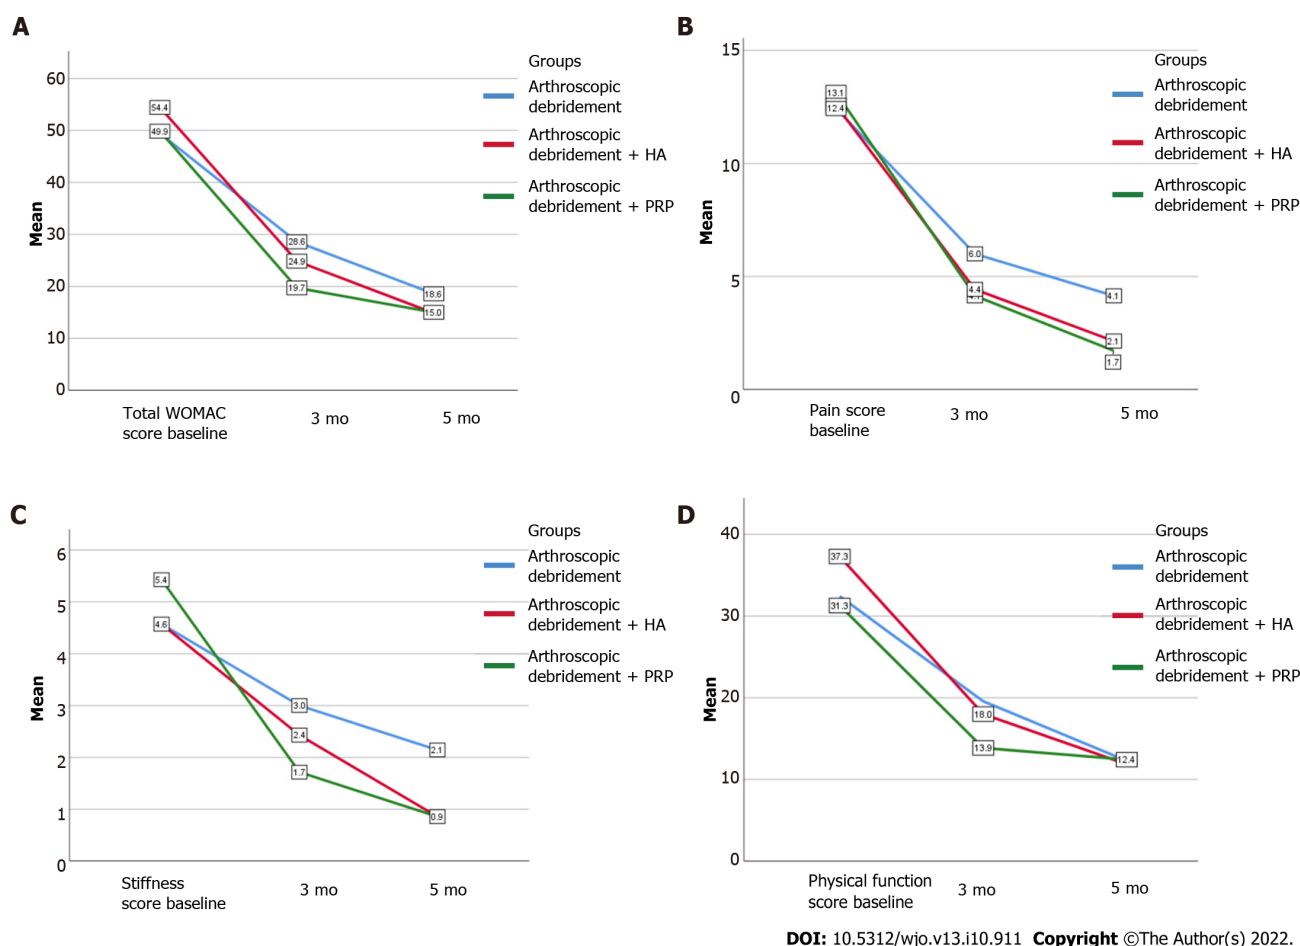 A
Mean
60
50
40
30
20
10
0
54.4
49.9
28.6
24.9
19.7
18.6
15.0
Total WOMAC
score baseline
3 mo
5 mo
Groups
Arthroscopic
debridement
Arthroscopic
debridement + HA
Arthroscopic
debridement + PRP
B
Mean
15
10
5
0
13.1
12.4
6.0
4.4
4.1
2.1
1.7
Pain score
baseline
3 mo
5 mo
Groups
Arthroscopic
debridement
Arthroscopic
debridement + HA
Arthroscopic
debridement + PRP
C
Mean
6
5
4
3
2
1
0
5.4
4.6
3.0
2.4
1.7
2.1
0.9
Stiffness
score baseline
3 mo
5 mo
Groups
Arthroscopic
debridement
Arthroscopic
debridement + HA
Arthroscopic
debridement + PRP
D
Mean
40
30
20
10
0
37.3
31.3
18.0
13.9
12.4
Physical function
score baseline
3 mo
5 mo
Groups
Arthroscopic
debridement
Arthroscopic
debridement + HA
Arthroscopic
debridement + PRP
DOI: 10.5312/wjo.v13.i10.911 Copyright ©The Author(s) 2022.